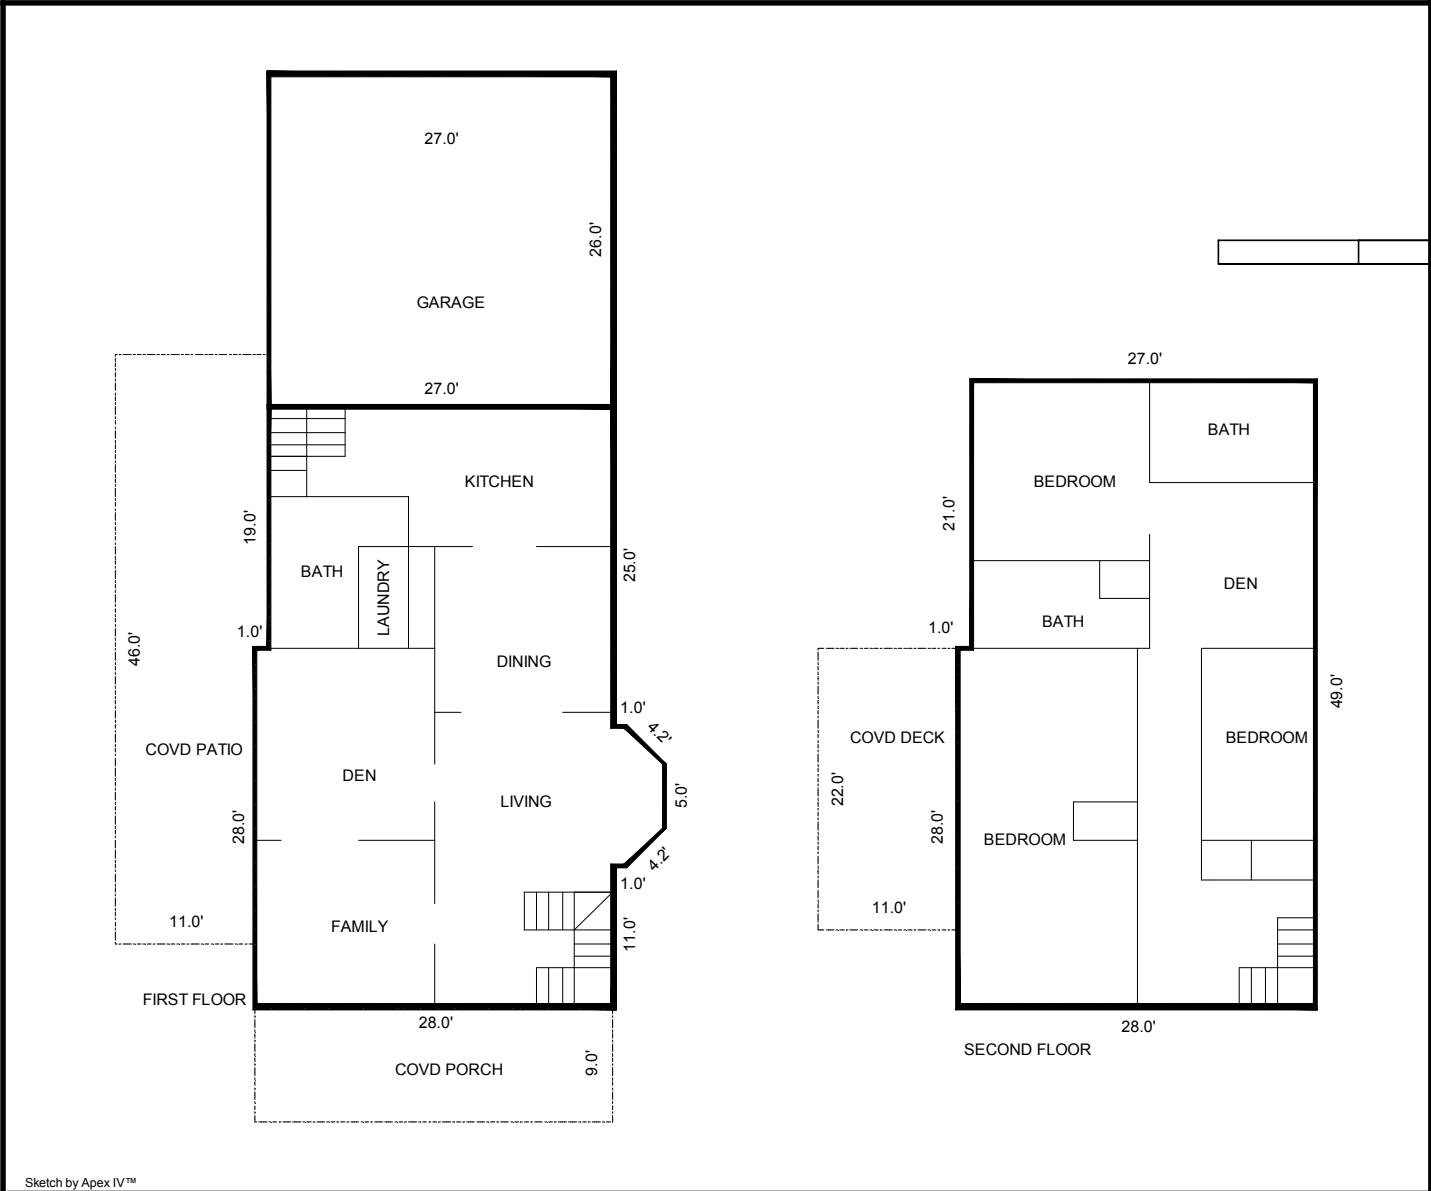 27.0'
26.0'
GARAGE
27.0'
KITCHEN
19.0'
BATH
LAUNDRY
25.0'
1.0'
46.0'
DINING
1.0'
4.2'
COVD PATIO
DEN
LIVING
5.0'
28.0'
4.2'
1.0'
11.0'
FAMILY
11.0'
FIRST FLOOR
28.0'
COVD PORCH
9.0'
27.0'
BATH
BEDROOM
21.0'
DEN
BATH
1.0'
49.0'
COVD DECK
BEDROOM
22.0'
28.0'
BEDROOM
11.0'
28.0'
SECOND FLOOR
Sketch by Apex IV™